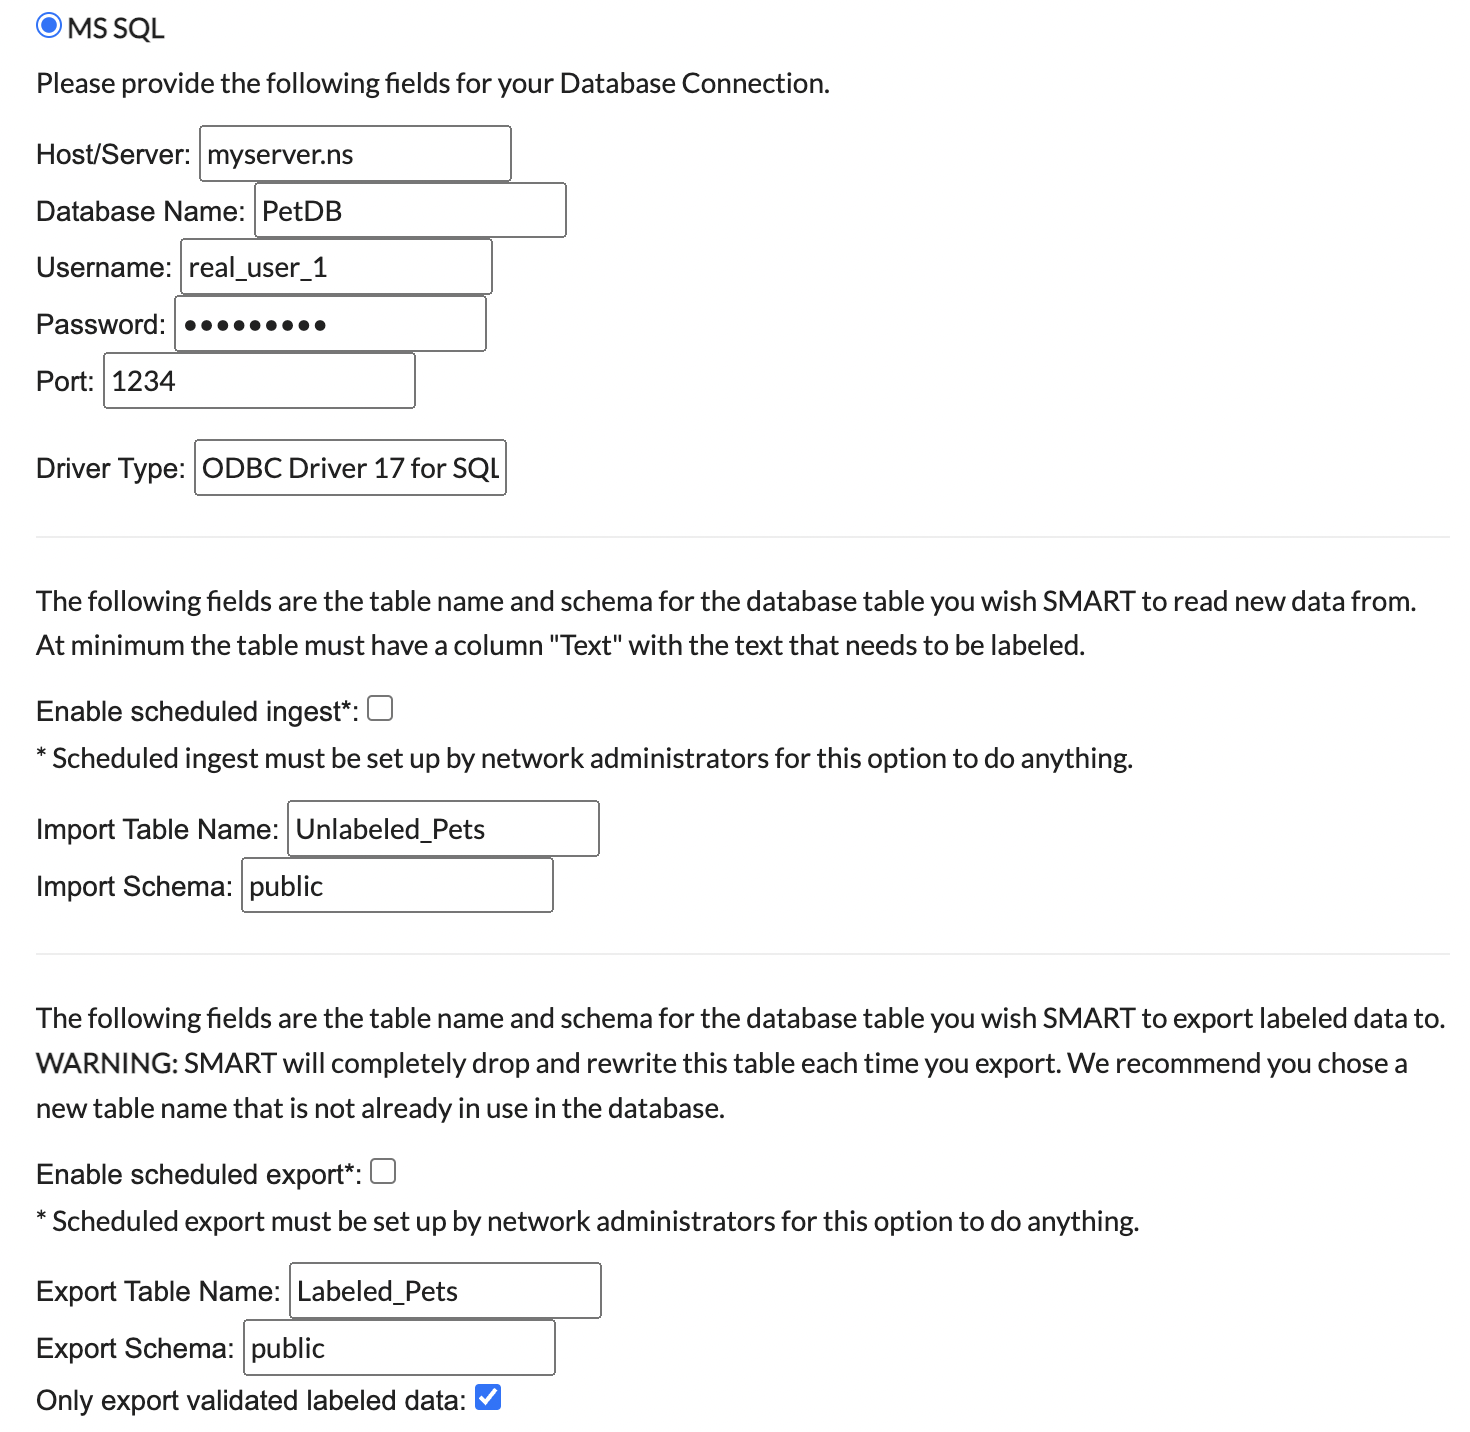 MS SQL
Please provide the following fields for your Database Connection.
Host/Server: myserver.ns
Database Name: PetDB
Username: real_user_1
Password: •••••••••
Port: 1234
Driver Type: ODBC Driver 17 for SQL
The following fields are the table name and schema for the database table you wish SMART to read new data from.
At minimum the table must have a column "Text" with the text that needs to be labeled.
Enable scheduled ingest*:
* Scheduled ingest must be set up by network administrators for this option to do anything.
Import Table Name: Unlabeled_Pets
Import Schema: public
The following fields are the table name and schema for the database table you wish SMART to export labeled data to.
WARNING: SMART will completely drop and rewrite this table each time you export. We recommend you chose a
new table name that is not already in use in the database.
Enable scheduled export*:
* Scheduled export must be set up by network administrators for this option to do anything.
Export Table Name: Labeled_Pets
Export Schema: public
Only export validated labeled data: